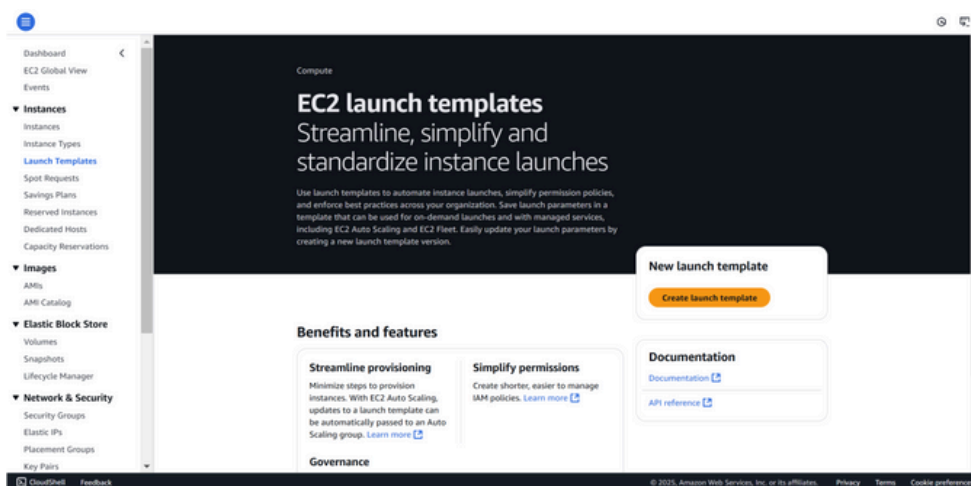 Dashboard
EC2 Global View
Events
Instances
Instances
Instance Types
Launch Templates
Spot Requests
Savings Plans
Reserved Instances
Dedicated Hosts
Capacity Reservations
Images
AMIs
AMI Catalog
Elastic Block Store
Volumes
Snapshots
Lifecycle Manager
Network & Security
Security Groups
Elastic IPs
Placement Groups
Key Pairs
Compute
EC2 launch templates
Streamline, simplify and
standardize instance launches
Use launch templates to automate instance launches, simplify permission policies,
and enforce best practices across your organization. Save launch parameters in a
template that can be used for on-demand launches and with managed services,
including EC2 Auto Scaling and EC2 Fleet. Easily update your launch parameters by
creating a new launch template version.
New launch template
Create launch template
Benefits and features
Streamline provisioning
Minimize steps to provision
instances. With EC2 Auto Scaling,
updates to a launch template can
be automatically passed to an Auto
Scaling group. Learn more
Simplify permissions
Create shorter, easier to manage
IAM policies. Learn more
Governance
Documentation
Documentation
API reference
CloudShell Feedback
© 2025, Amazon Web Services, Inc. or its affiliates. Privacy Terms Cookie preference